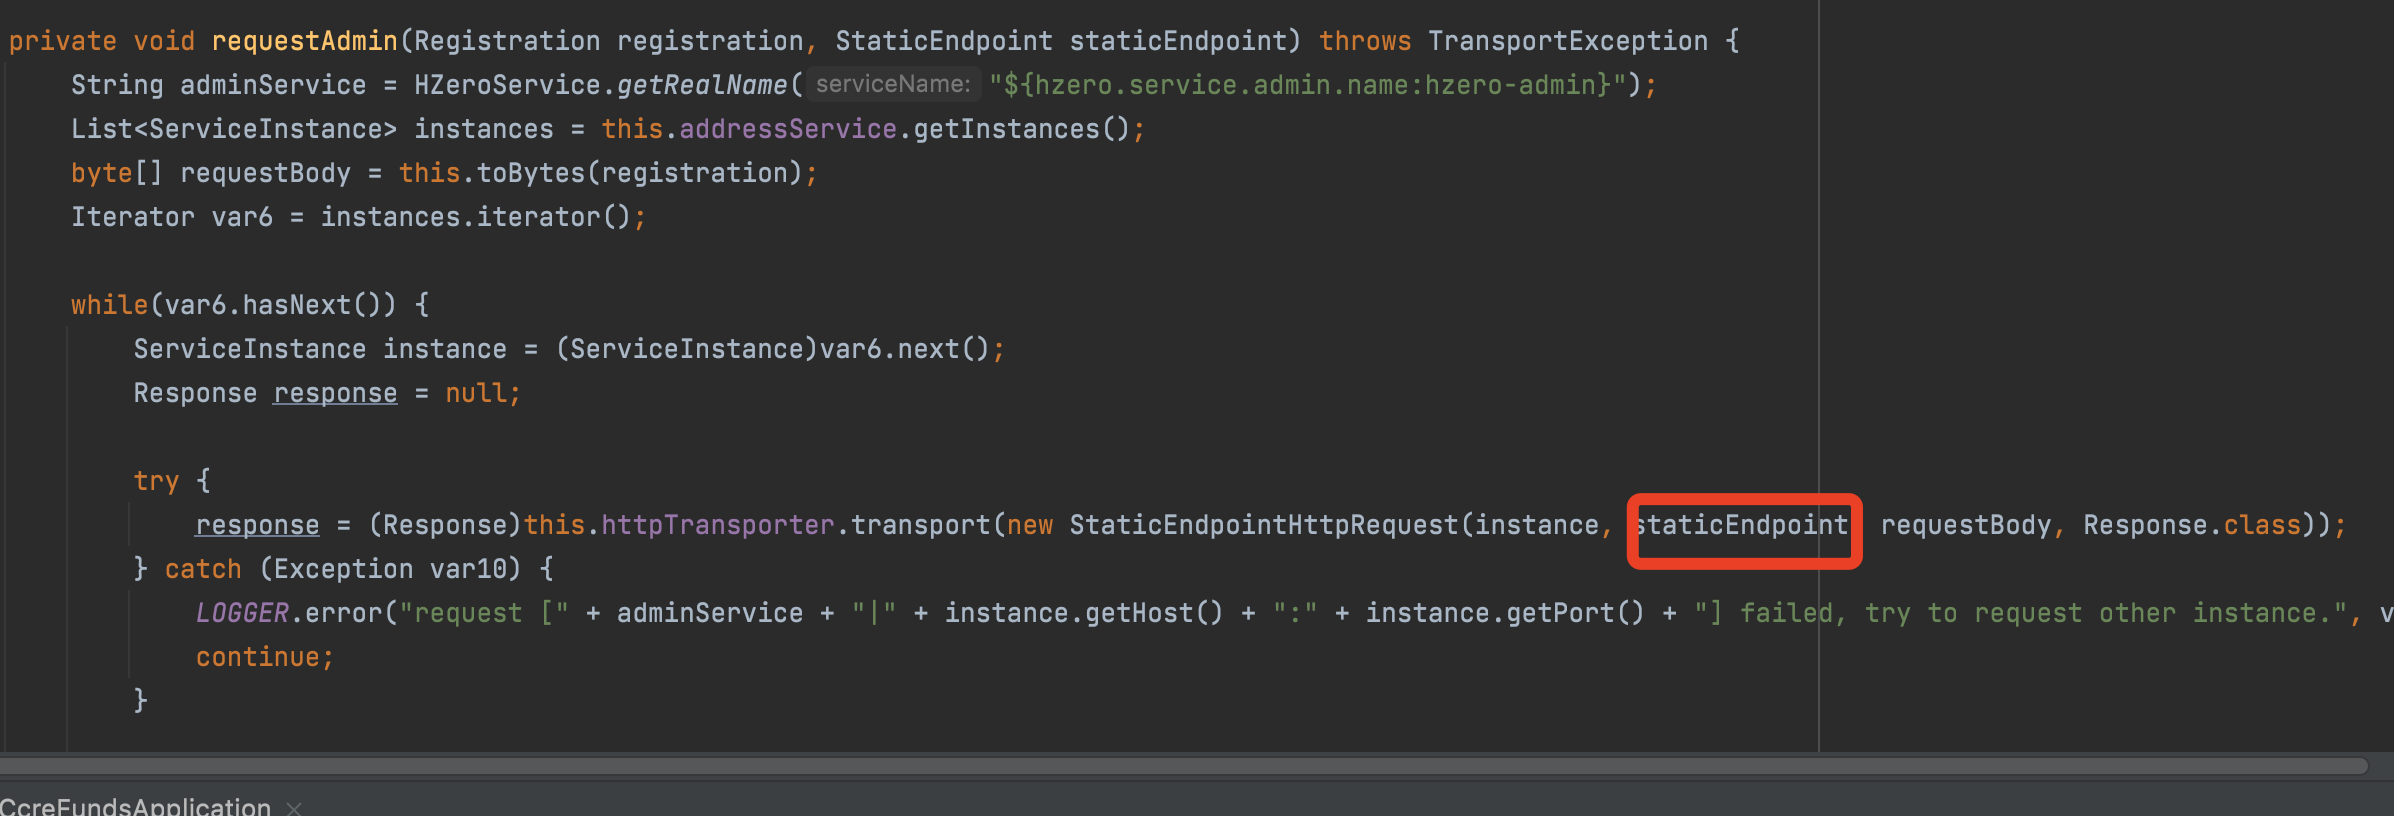 private void requestAdmin(Registration registration, StaticEndpoint staticEndpoint) throws TransportException {
String adminService = HZeroService.getRealName( serviceName: "${hzero.service.admin.name:hzero-admin}");
List<ServiceInstance> instances = this.addressService.getInstances();
byte[] requestBody = this.toBytes(registration);
Iterator var6 = instances.iterator();
while(var6.hasNext()) {
ServiceInstance instance = (ServiceInstance)var6.next();
Response response = null;
try {
response = (Response)this.httpTransporter.transport(new StaticEndpointHttpRequest(instance, staticEndpoint requestBody, Response.class));
} catch (Exception var10) {
LOGGER.error("request [" + adminService + "|" + instance.getHost() + ":" + instance.getPort() + "] failed, try to request other instance.", v
continue;
}
CcreFundsApplication ×